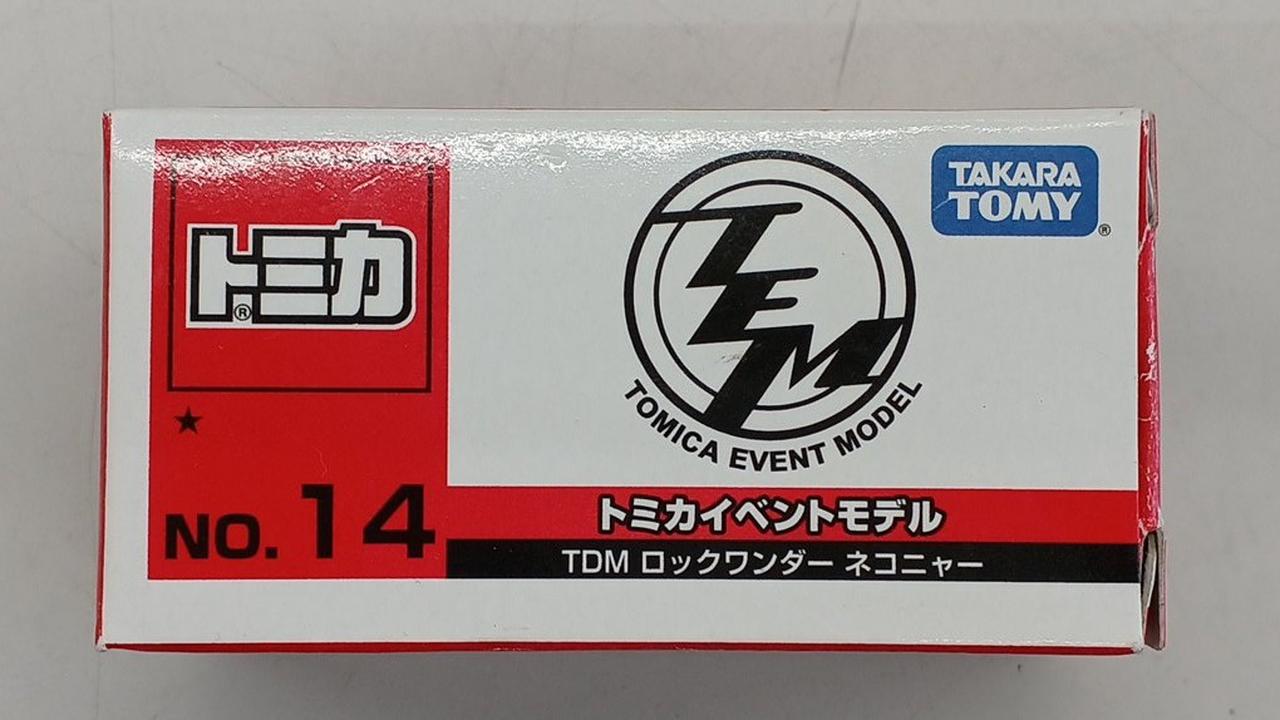 トミカ®
★
NO. 14
TEM
TOMICA EVENT MODEL
TAKARA
TOMY®
トミカイベントモデル
TDM ロックワンダー ネコニャー